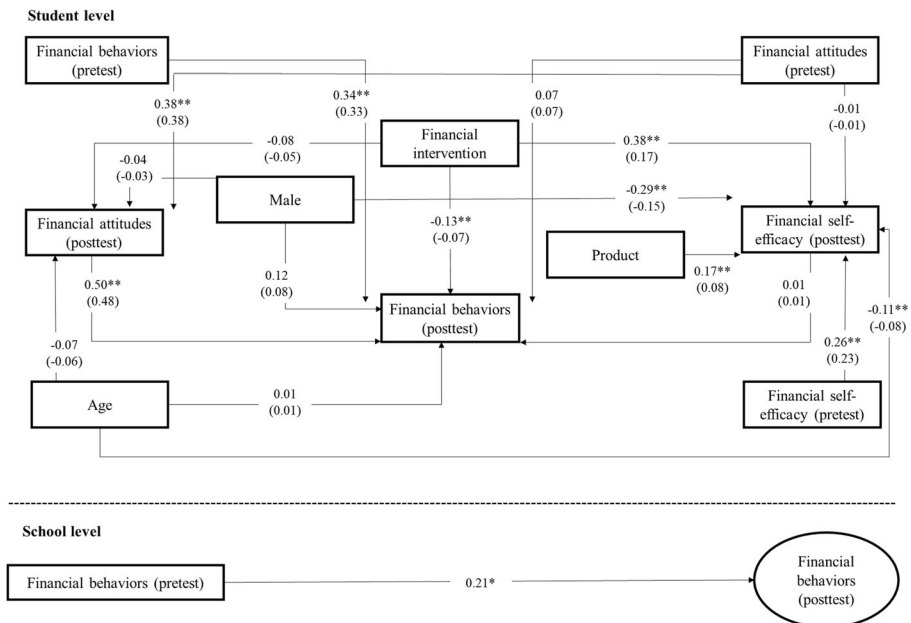 Student level
Financial behaviors
(pretest)
Financial attitudes
(pretest)
0.38**
(0.38)
0.34**
(0.33)
0.07
(0.07)
-0.01
(-0.01)
-0.08
(-0.05)
Financial
intervention
0.38**
(0.17)
-0.04
(-0.03)
Male
-0.29**
(-0.15)
Financial attitudes
(posttest)
-0.13**
(-0.07)
Product
Financial self-
efficacy (posttest)
0.50**
(0.48)
0.12
(0.08)
0.17**
(0.08)
0.01
(0.01)
-0.11**
(-0.08)
Financial behaviors
(posttest)
-0.07
(-0.06)
0.26**
(0.23)
Age
0.01
(0.01)
Financial self-
efficacy (pretest)
School level
Financial behaviors (pretest)
0.21*
Financial
behaviors
(posttest)